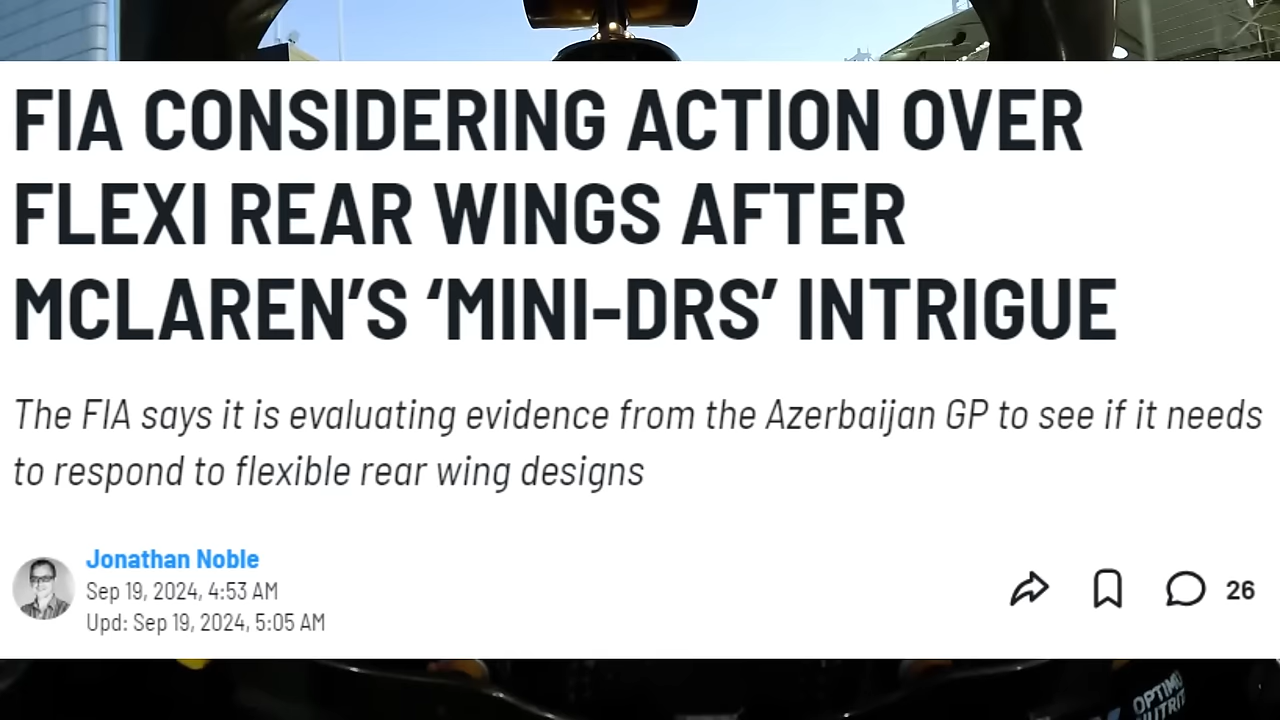 FIA CONSIDERING ACTION OVER
FLEXI REAR WINGS AFTER
MCLAREN’S ‘MINI-DRS’ INTRIGUE
The FIA says it is evaluating evidence from the Azerbaijan GP to see if it needs
to respond to flexible rear wing designs
Jonathan Noble
Sep 19, 2024, 4:53 AM
Upd: Sep 19, 2024, 5:05 AM
26